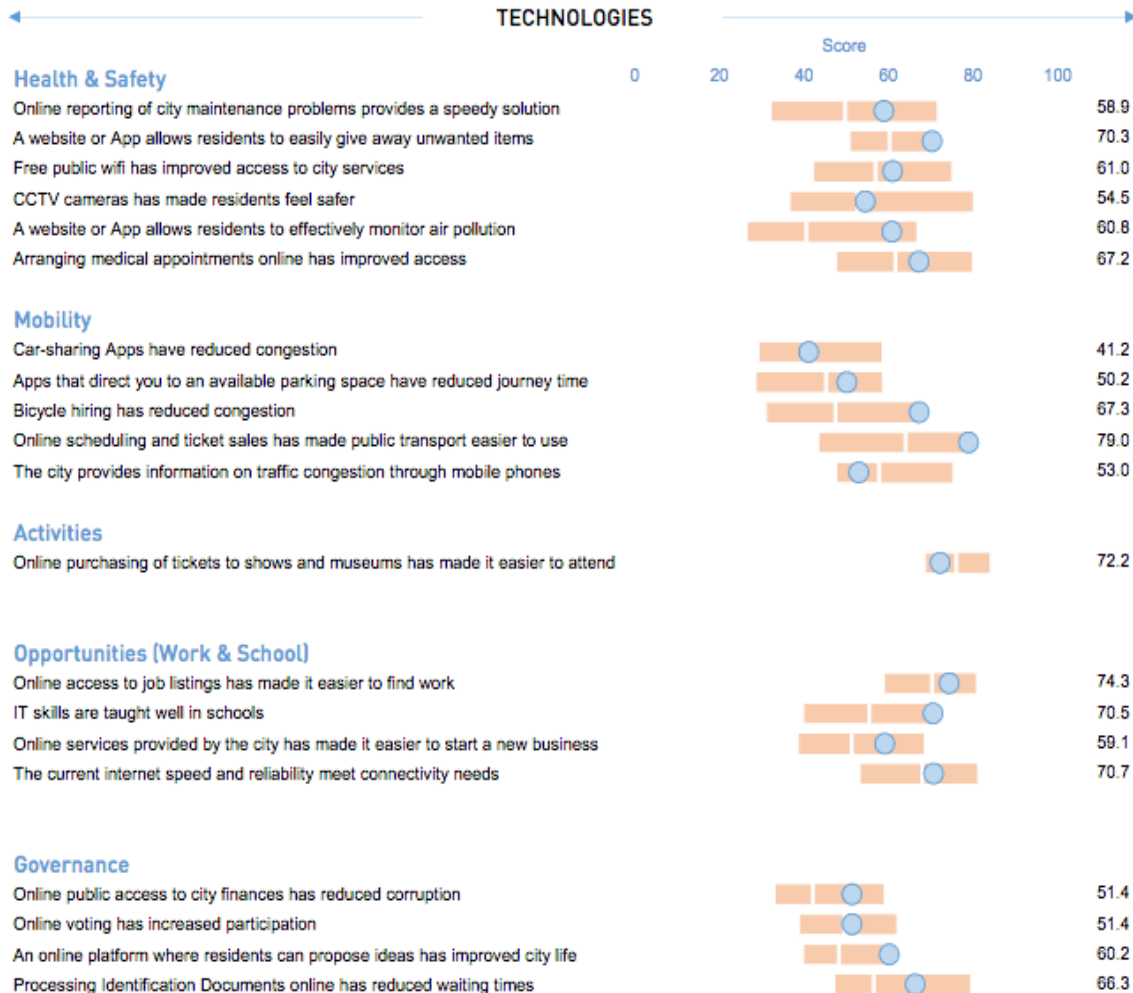 TECHNOLOGIES
Score
Health & Safety 0 20 40 60 80 100
Online reporting of city maintenance problems provides a speedy solution 58.9
A website or App allows residents to easily give away unwanted items 70.3
Free public wifi has improved access to city services 61.0
CCTV cameras has made residents feel safer 54.5
A website or App allows residents to effectively monitor air pollution 60.8
Arranging medical appointments online has improved access 67.2
Mobility
Car-sharing Apps have reduced congestion 41.2
Apps that direct you to an available parking space have reduced journey time 50.2
Bicycle hiring has reduced congestion 67.3
Online scheduling and ticket sales has made public transport easier to use 79.0
The city provides information on traffic congestion through mobile phones 53.0
Activities
Online purchasing of tickets to shows and museums has made it easier to attend 72.2
Opportunities (Work & School)
Online access to job listings has made it easier to find work 74.3
IT skills are taught well in schools 70.5
Online services provided by the city has made it easier to start a new business 59.1
The current internet speed and reliability meet connectivity needs 70.7
Governance
Online public access to city finances has reduced corruption 51.4
Online voting has increased participation 51.4
An online platform where residents can propose ideas has improved city life 60.2
Processing Identification Documents online has reduced waiting times 66.3